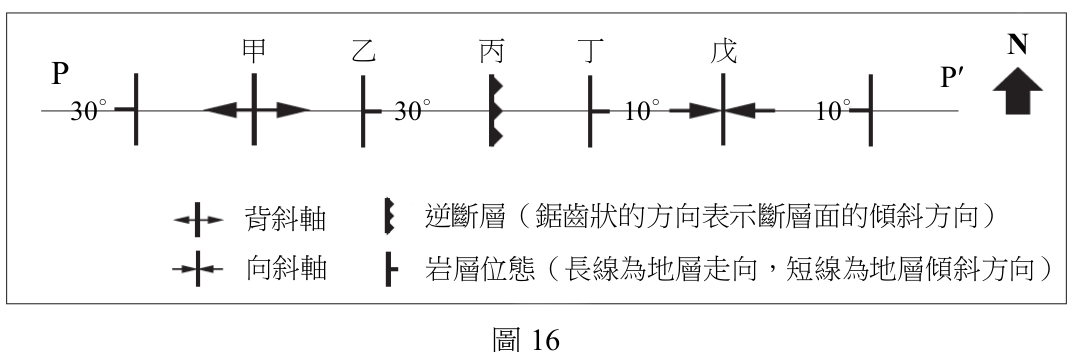 甲 乙 丙 丁 戊 N
P P′
30° 30° 10° 10°
背斜軸 逆斷層（鋸齒狀的方向表示斷層面的傾斜方向）
向斜軸 岩層位態（長線為地層走向，短線為地層傾斜方向）
圖 16